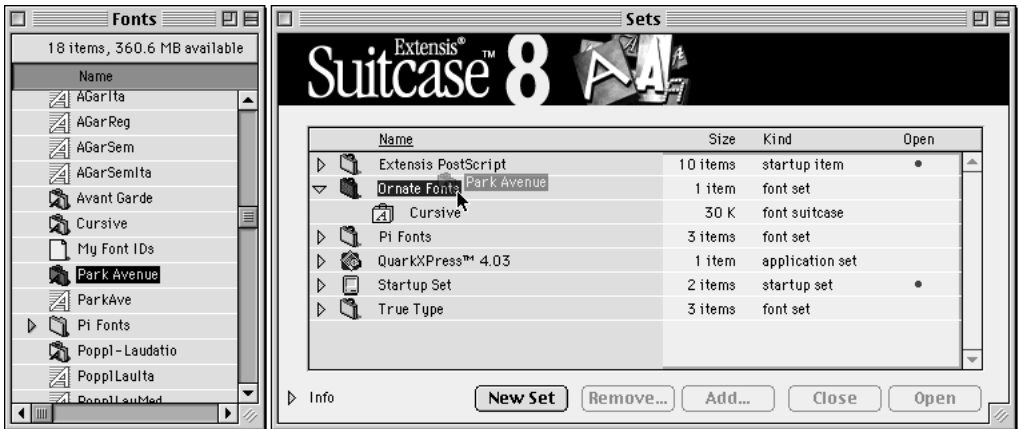 Fonts
18 items, 360.6 MB available
Name
AGarIta
AGarReg
AGarSem
AGarSemIta
Avant Garde
Cursive
My Font IDs
Park Avenue
ParkAve
Pi Fonts
Poppl-Laudatio
PopplLauIta
PopplLauMed
Sets
Extensis®
Suitcase™ 8
Name Size Kind Open
Extensis PostScript 10 items startup item •
Ornate Fonts Park Avenue 1 item font set
Cursive 30 K font suitcase
Pi Fonts 3 items font set
QuarkXPress™ 4.03 1 item application set
Startup Set 2 items startup set •
True Type 3 items font set
Info New Set Remove... Add... Close Open